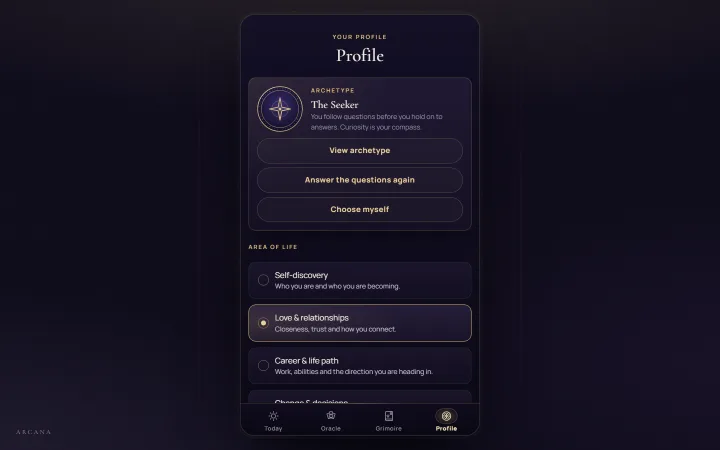 YOUR PROFILE
Profile
ARCHETYPE
The Seeker
You follow questions before you hold on to
answers. Curiosity is your compass.
View archetype
Answer the questions again
Choose myself
AREA OF LIFE
Self-discovery
Who you are and who you are becoming.
Love & relationships
Closeness, trust and how you connect.
Career & life path
Work, abilities and the direction you are heading in.
Change & decisions
Today
Oracle
Grimoire
Profile
ARCANA